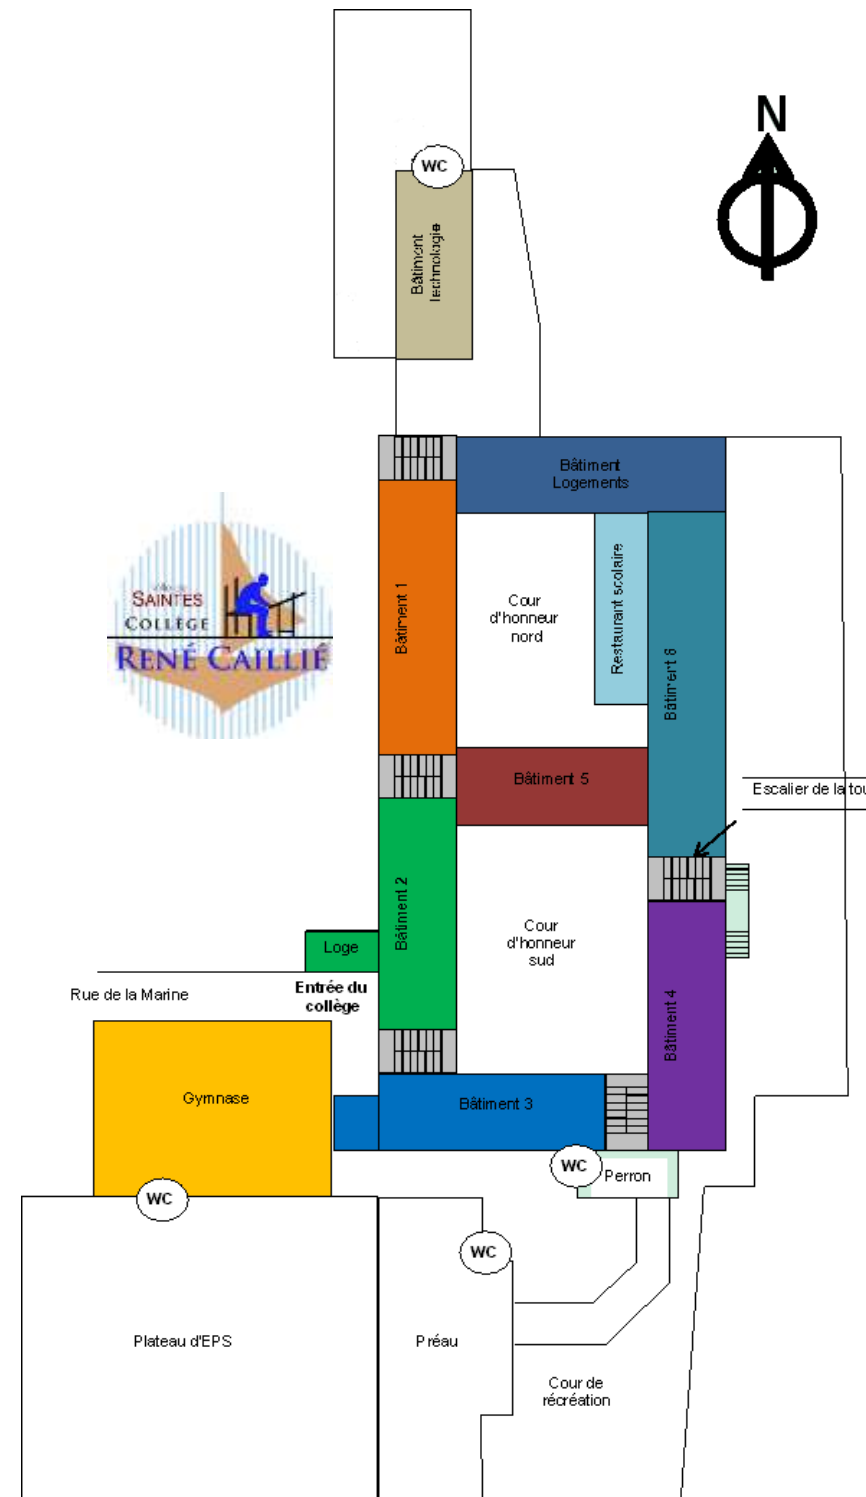 N
WC
Bâtiment
technologie
Bâtiment
Logements
Bâtiment 1
Cour
d'honneur
nord
Restaurant scolaire
Bâtiment 6
SAINTES
COLLEGE
RENÉ CAILLIÉ
Bâtiment 5
Escalier de la tou
Bâtiment 2
Cour
d'honneur
sud
Loge
Entrée du
collège
Rue de la Marine
Bâtiment 4
Gymnase
Bâtiment 3
WC
Perron
WC
WC
Plateau d'EPS
Préau
Cour de
récréation